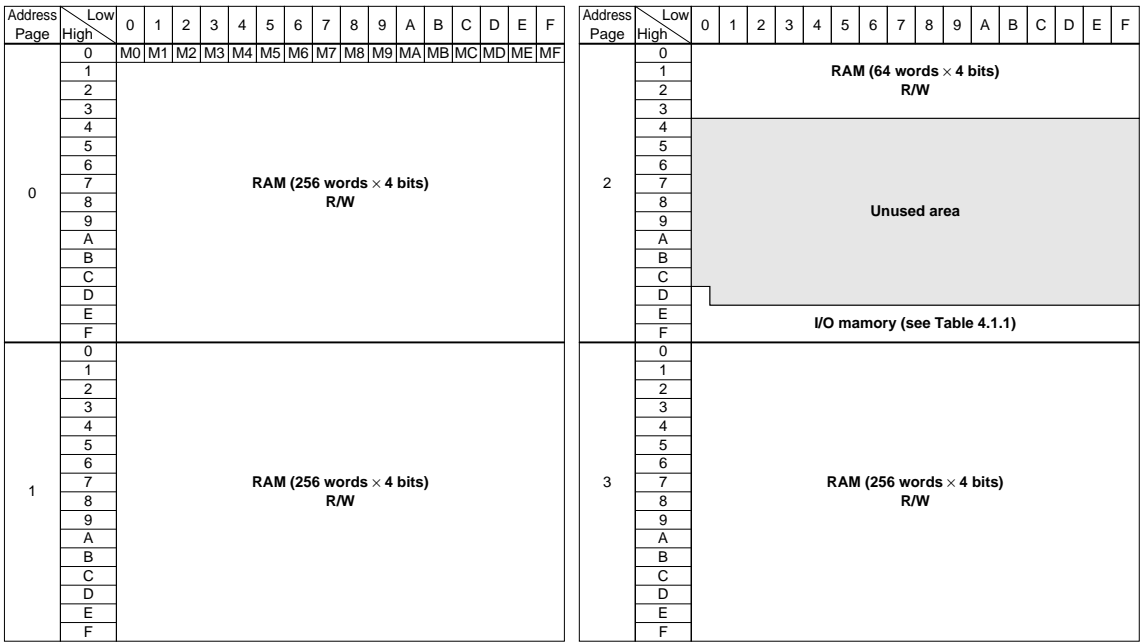 Address Low 0 1 2 3 4 5 6 7 8 9 A B C D E F
Page High
0 M0 M1 M2 M3 M4 M5 M6 M7 M8 M9 MA MB MC MD ME MF
1
2
3
4
5
6
7 RAM (256 words × 4 bits)
0
8 R/W
9
A
B
C
D
E
F
0
1
2
3
4
5
6
7 RAM (256 words × 4 bits)
1
8 R/W
9
A
B
C
D
E
F
Address Low 0 1 2 3 4 5 6 7 8 9 A B C D E F
Page High
0
1 RAM (64 words × 4 bits)
2 R/W
3
4
5
6
2 7
8 Unused area
9
A
B
C
D
E I/O mamory (see Table 4.1.1)
F
0
1
2
3
4
5
6
3 7 RAM (256 words × 4 bits)
8 R/W
9
A
B
C
D
E
F